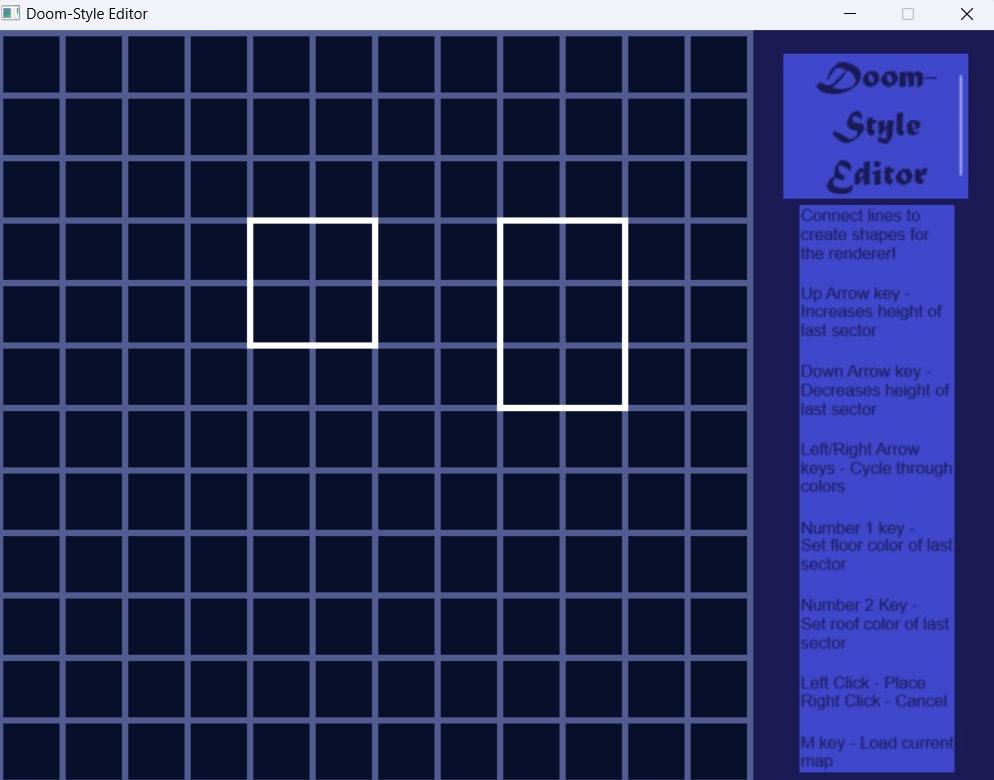 Doom-Style Editor
Doom-
Style
Editor
Connect lines to
create shapes for
the renderer!
Up Arrow key -
Increases height of
last sector
Down Arrow key -
Decreases height of
last sector
Left/Right Arrow
keys - Cycle through
colors
Number 1 key -
Set floor color of last
sector
Number 2 Key -
Set roof color of last
sector
Left Click - Place
Right Click - Cancel
M key - Load current
map